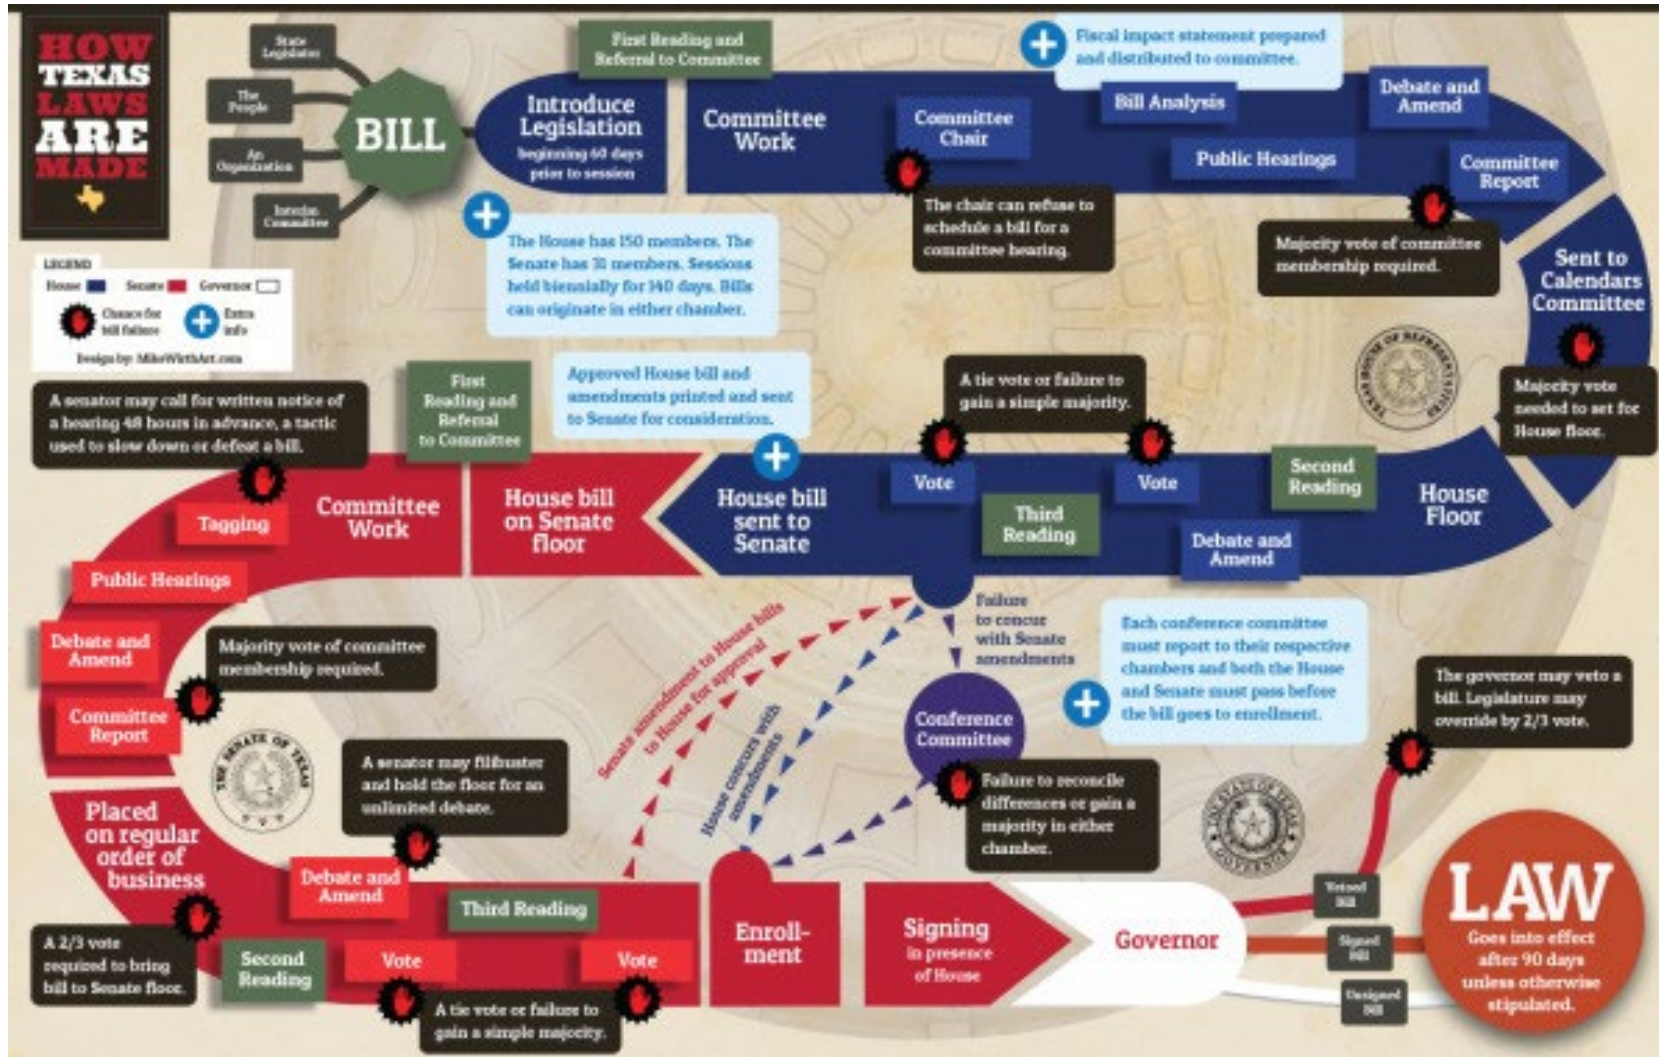 HOW
TEXAS
LAWS
ARE
MADE
State
Legislator
The
People
An
Organization
Interim
Committee
BILL
First Reading and
Referral to Committee
Introduce
Legislation
beginning 60 days
prior to session
Committee
Work
Committee
Chair
Fiscal impact statement prepared
and distributed to committee.
Bill Analysis
Debate and
Amend
Public Hearings
Committee
Report
The chair can refuse to
schedule a bill for a
committee hearing.
Majority vote of committee
membership required.
The House has 150 members. The
Senate has 31 members. Sessions
held biennially for 140 days. Bills
can originate in either chamber.
LEGEND
House
Senate
Governor
Chance for
bill failure
Extra
info
Design by: MikeWirthArt.com
Sent to
Calendars
Committee
Majority vote
needed to set for
House floor.
TEXAS HOUSE OF REPRESENTATIVES
House
Floor
Second
Reading
Debate and
Amend
Vote
Third
Reading
Vote
A tie vote or failure to
gain a simple majority.
House bill
sent to
Senate
Approved House bill and
amendments printed and sent
to Senate for consideration.
House bill
on Senate
floor
First
Reading and
Referral
to Committee
Committee
Work
A senator may call for written notice of
a hearing 48 hours in advance, a tactic
used to slow down or defeat a bill.
Tagging
Public Hearings
Debate and
Amend
Committee
Report
Majority vote of committee
membership required.
THE SENATE OF TEXAS
Placed
on regular
order of
business
A 2/3 vote
required to bring
bill to Senate floor.
Second
Reading
Debate and
Amend
A senator may filibuster
and hold the floor for an
unlimited debate.
Vote
Third Reading
Vote
A tie vote or failure to
gain a simple majority.
Senate amendment to House bills
to House for approval
House concurs with
amendments
Failure
to concur
with Senate
amendments
Conference
Committee
Each conference committee
must report to their respective
chambers and both the House
and Senate must pass before
the bill goes to enrollment.
Failure to reconcile
differences or gain a
majority in either
chamber.
Enroll-
ment
Signing
in presence
of House
Governor
THE STATE OF TEXAS
GOVERNOR
The governor may veto a
bill. Legislature may
override by 2/3 vote.
Vetoed
Bill
Signed
Bill
Unsigned
Bill
LAW
Goes into effect
after 90 days
unless otherwise
stipulated.